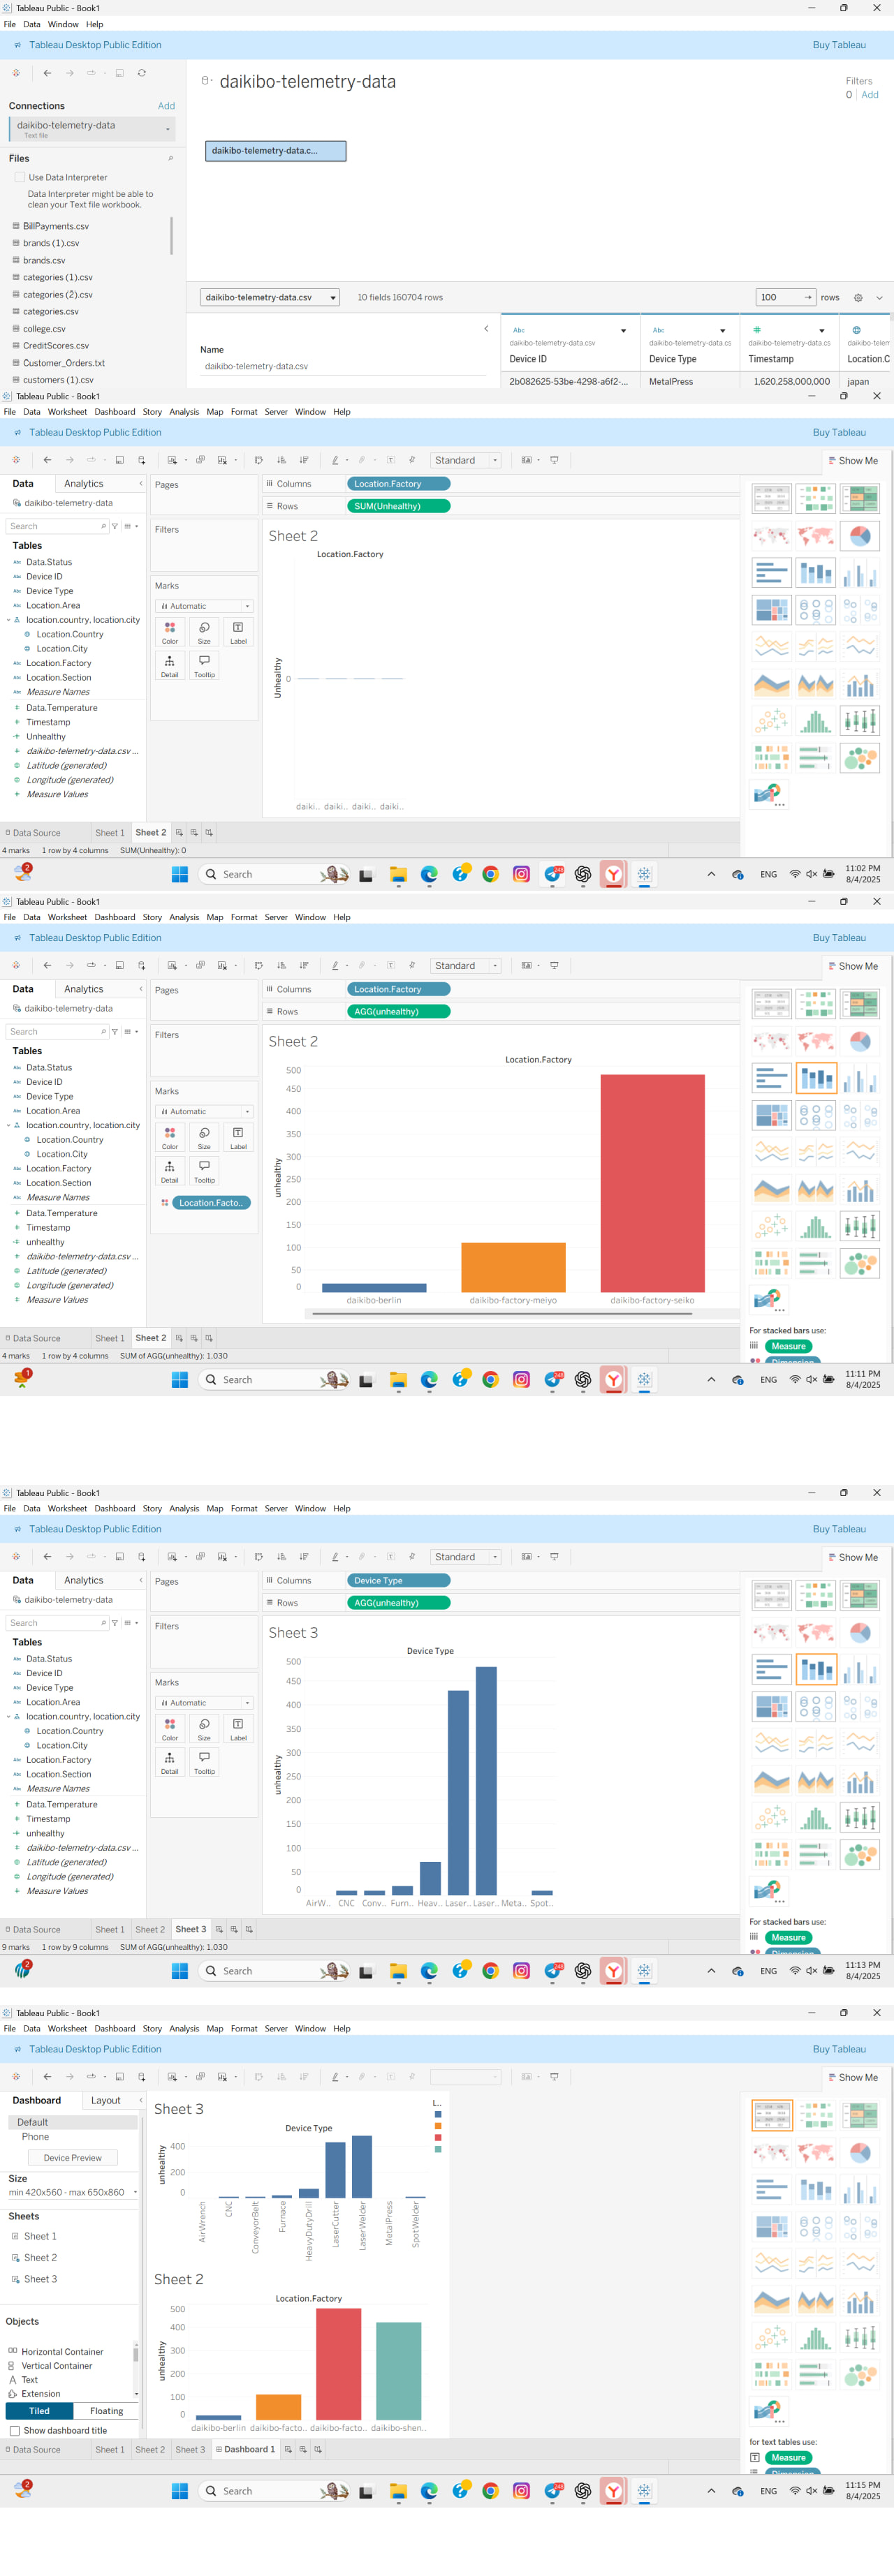 Tableau Public - Book1
File Data Window Help
Tableau Desktop Public Edition
Buy Tableau
Connections
Add
daikibo-telemetry-data
Text file
Files
Use Data Interpreter
Data Interpreter might be able to
clean your Text file workbook.
BillPayments.csv
brands (1).csv
brands.csv
categories (1).csv
categories (2).csv
categories.csv
college.csv
CreditScores.csv
Customer_Orders.txt
customers (1).csv
daikibo-telemetry-data
Filters
0 Add
daikibo-telemetry-data.c...
daikibo-telemetry-data.csv
10 fields 160704 rows
100
rows
Name
daikibo-telemetry-data.csv
Abc
daikibo-telemetry-data.csv
Device ID
2b082625-53be-4298-a6f2-...
Abc
daikibo-telemetry-data.cs
Device Type
MetalPress
daikibo-telemetry-data.cs
Timestamp
1,620,258,000,000
daikibo-telem
Location.C
japan
Tableau Public - Book1
File Data Worksheet Dashboard Story Analysis Map Format Server Window Help
Tableau Desktop Public Edition
Buy Tableau
Standard
Show Me
Data Analytics
daikibo-telemetry-data
Search
Tables
Data.Status
Device ID
Device Type
Location.Area
location.country, location.city
Location.Country
Location.City
Location.Factory
Location.Section
Measure Names
Data.Temperature
Timestamp
Unhealthy
daikibo-telemetry-data.csv ...
Latitude (generated)
Longitude (generated)
Measure Values
Pages
Filters
Marks
Automatic
Color Size Label
Detail Tooltip
Columns Location.Factory
Rows SUM(Unhealthy)
Sheet 2
Location.Factory
Unhealthy
0
daiki.. daiki.. daiki.. daiki..
Data Source Sheet 1 Sheet 2
4 marks 1 row by 4 columns SUM(Unhealthy): 0
2
Search
ENG
11:02 PM
8/4/2025
Tableau Public - Book1
File Data Worksheet Dashboard Story Analysis Map Format Server Window Help
Tableau Desktop Public Edition
Buy Tableau
Standard
Show Me
Data Analytics
daikibo-telemetry-data
Search
Tables
Data.Status
Device ID
Device Type
Location.Area
location.country, location.city
Location.Country
Location.City
Location.Factory
Location.Section
Measure Names
Data.Temperature
Timestamp
unhealthy
daikibo-telemetry-data.csv ...
Latitude (generated)
Longitude (generated)
Measure Values
Pages
Filters
Marks
Automatic
Color Size Label
Detail Tooltip
Location.Facto..
Columns Location.Factory
Rows AGG(unhealthy)
Sheet 2
Location.Factory
unhealthy
500
450
400
350
300
250
200
150
100
50
0
daikibo-berlin daikibo-factory-meiyo daikibo-factory-seiko
For stacked bars use:
Measure
Dimension
Data Source Sheet 1 Sheet 2
4 marks 1 row by 4 columns SUM of AGG(unhealthy): 1,030
1
Search
ENG
11:11 PM
8/4/2025
Tableau Public - Book1
File Data Worksheet Dashboard Story Analysis Map Format Server Window Help
Tableau Desktop Public Edition
Buy Tableau
Standard
Show Me
Data Analytics
daikibo-telemetry-data
Search
Tables
Data.Status
Device ID
Device Type
Location.Area
location.country, location.city
Location.Country
Location.City
Location.Factory
Location.Section
Measure Names
Data.Temperature
Timestamp
unhealthy
daikibo-telemetry-data.csv ...
Latitude (generated)
Longitude (generated)
Measure Values
Pages
Filters
Marks
Automatic
Color Size Label
Detail Tooltip
Columns Device Type
Rows AGG(unhealthy)
Sheet 3
Device Type
unhealthy
500
450
400
350
300
250
200
150
100
50
0
AirW.. CNC Conv.. Furn.. Heav.. Laser.. Laser.. Meta.. Spot..
For stacked bars use:
Measure
Dimension
Data Source Sheet 1 Sheet 2 Sheet 3
9 marks 1 row by 9 columns SUM of AGG(unhealthy): 1,030
2
Search
ENG
11:13 PM
8/4/2025
Tableau Public - Book1
File Data Worksheet Dashboard Story Analysis Map Format Server Window Help
Tableau Desktop Public Edition
Buy Tableau
Show Me
Dashboard Layout
Default
Phone
Device Preview
Size
min 420x560 - max 650x860
Sheets
Sheet 1
Sheet 2
Sheet 3
Objects
Horizontal Container
Vertical Container
Text
Extension
Tiled Floating
Show dashboard title
Sheet 3
L..
Device Type
unhealthy
400
200
0
AirWrench
CNC
ConveyorBelt
Furnace
HeavyDutyDrill
LaserCutter
LaserWelder
MetalPress
SpotWelder
Sheet 2
Location.Factory
unhealthy
500
400
300
200
100
0
daikibo-berlin daikibo-facto.. daikibo-facto.. daikibo-shen..
for text tables use:
Measure
Dimension
Data Source Sheet 1 Sheet 2 Sheet 3 Dashboard 1
2
Search
ENG
11:15 PM
8/4/2025